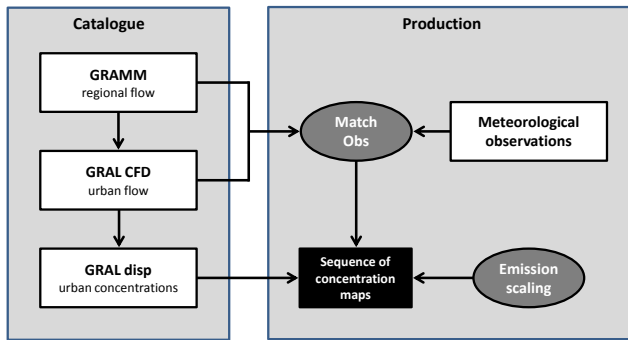 Catalogue
GRAMM
regional flow
GRAL CFD
urban flow
GRAL disp
urban concentrations
Production
Match
Obs
Meteorological
observations
Sequence of
concentration
maps
Emission
scaling